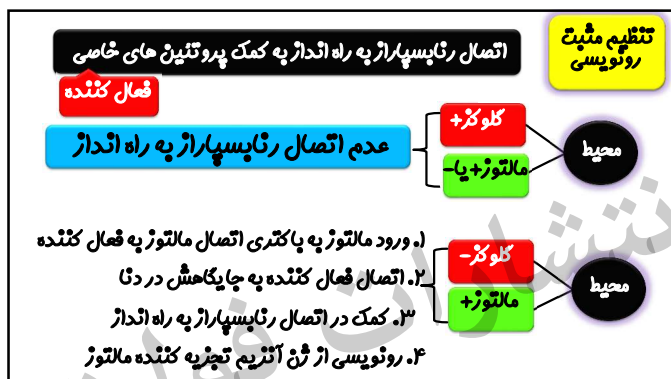 تنظیم مثبت
رونویسی
اتصال رنابسپاراز به راه انداز به کمک پروتئین های خاصی
فعال کننده
محیط
گلوکز+
مالتوز+یا-
عدم اتصال رنابسپاراز به راه انداز
محیط
گلوکز-
مالتوز+
۱. ورود مالتوز به باکتری اتصال مالتوز به فعال کننده
۲. اتصال فعال کننده به جایگاهش در دنا
۳. کمک در اتصال رنابسپاراز به راه انداز
۴. رونویسی از ژن آنزیم تجزیه کننده مالتوز
انتشارات